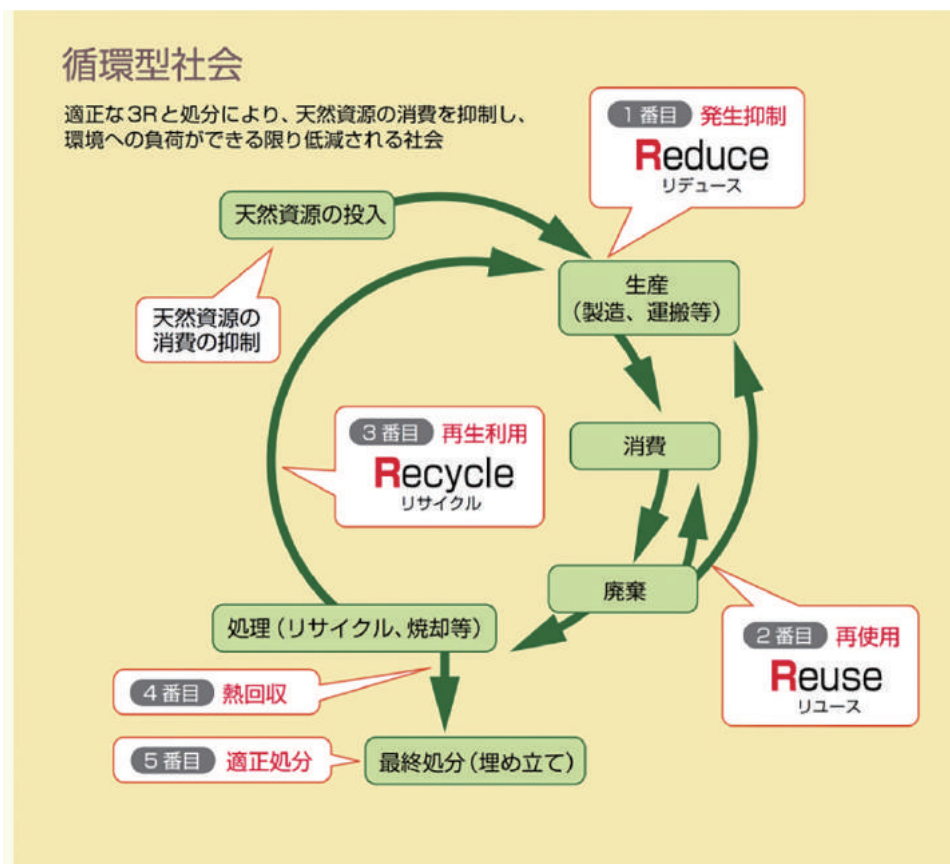 循環型社会
適正な3Rと処分により、天然資源の消費を抑制し、
環境への負荷ができる限り低減される社会
1番目 発生抑制
Reduce
リデュース
天然資源の投入
生産
（製造、運搬等）
天然資源の
消費の抑制
3番目 再生利用
Recycle
リサイクル
消費
廃棄
処理（リサイクル、焼却等）
2番目 再使用
Reuse
リユース
4番目 熱回収
5番目 適正処分
最終処分（埋め立て）